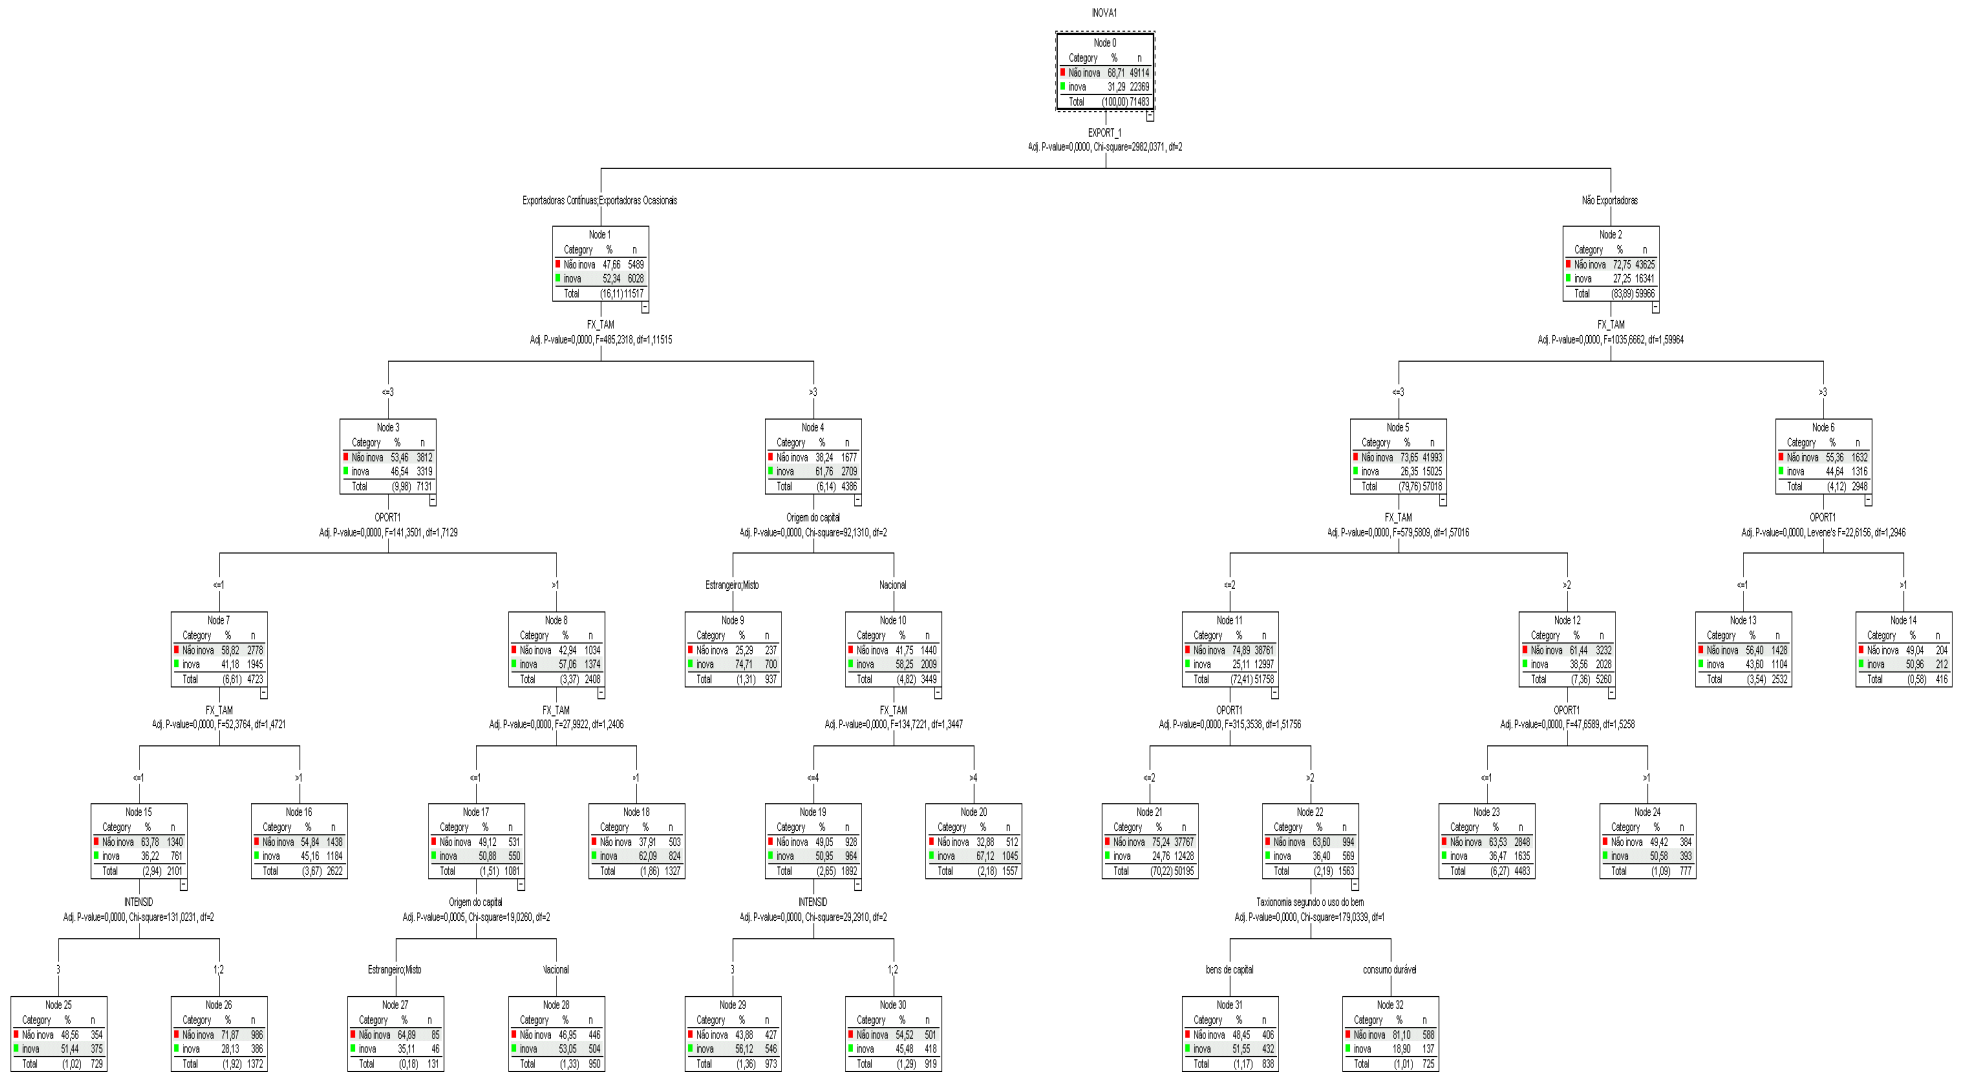 INOVA1
Node 0
Category % n
Não inova 68,71 49114
inova 31,29 22369
Total (100,00) 71483
EXPORT_1
Adj. P-value=0,0000, Chi-square=2982,0371, df=2
Exportadoras Contínuas;Exportadoras Ocasionais
Não Exportadoras
Node 1
Category % n
Não inova 47,66 5489
inova 52,34 6028
Total (16,11) 11517
Node 2
Category % n
Não inova 72,75 43625
inova 27,25 16341
Total (83,89) 59966
FX_TAM
Adj. P-value=0,0000, F=485,2318, df=1,11515
FX_TAM
Adj. P-value=0,0000, F=1035,6662, df=1,59964
<=3
>3
<=3
>3
Node 3
Category % n
Não inova 53,46 3812
inova 46,54 3319
Total (9,98) 7131
Node 4
Category % n
Não inova 38,24 1677
inova 61,76 2709
Total (6,14) 4386
Node 5
Category % n
Não inova 73,65 41993
inova 26,35 15025
Total (79,76) 57018
Node 6
Category % n
Não inova 55,36 1632
inova 44,64 1316
Total (4,12) 2948
OPORT1
Adj. P-value=0,0000, F=141,3501, df=1,7129
Origem do capital
Adj. P-value=0,0000, Chi-square=92,1310, df=2
FX_TAM
Adj. P-value=0,0000, F=579,5809, df=1,57016
OPORT1
Adj. P-value=0,0000, Levene's F=22,6156, df=1,2946
<=1
>1
Estrangeiro;Misto
Nacional
<=2
>2
<=1
>1
Node 7
Category % n
Não inova 58,82 2778
inova 41,18 1945
Total (6,61) 4723
Node 8
Category % n
Não inova 42,94 1034
inova 57,06 1374
Total (3,37) 2408
Node 9
Category % n
Não inova 25,29 237
inova 74,71 700
Total (1,31) 937
Node 10
Category % n
Não inova 41,75 1440
inova 58,25 2009
Total (4,82) 3449
Node 11
Category % n
Não inova 74,89 38761
inova 25,11 12997
Total (72,41) 51758
Node 12
Category % n
Não inova 61,44 3232
inova 38,56 2028
Total (7,36) 5260
Node 13
Category % n
Não inova 56,40 1428
inova 43,60 1104
Total (3,54) 2532
Node 14
Category % n
Não inova 49,04 204
inova 50,96 212
Total (0,58) 416
FX_TAM
Adj. P-value=0,0000, F=52,3764, df=1,4721
FX_TAM
Adj. P-value=0,0000, F=27,9922, df=1,2406
FX_TAM
Adj. P-value=0,0000, F=134,7221, df=1,3447
OPORT1
Adj. P-value=0,0000, F=315,3538, df=1,51756
OPORT1
Adj. P-value=0,0000, F=47,6589, df=1,5258
<=1
>1
<=1
>1
<=4
>4
<=2
>2
<=1
>1
Node 15
Category % n
Não inova 63,78 1340
inova 36,22 761
Total (2,94) 2101
Node 16
Category % n
Não inova 54,84 1438
inova 45,16 1184
Total (3,67) 2622
Node 17
Category % n
Não inova 49,12 531
inova 50,88 550
Total (1,51) 1081
Node 18
Category % n
Não inova 37,91 503
inova 62,09 824
Total (1,86) 1327
Node 19
Category % n
Não inova 49,05 928
inova 50,95 964
Total (2,65) 1892
Node 20
Category % n
Não inova 32,88 512
inova 67,12 1045
Total (2,18) 1557
Node 21
Category % n
Não inova 75,24 37767
inova 24,76 12428
Total (70,22) 50195
Node 22
Category % n
Não inova 63,60 994
inova 36,40 569
Total (2,19) 1563
Node 23
Category % n
Não inova 63,53 2848
inova 36,47 1635
Total (6,27) 4483
Node 24
Category % n
Não inova 49,42 384
inova 50,58 393
Total (1,09) 777
INTENSID
Adj. P-value=0,0000, Chi-square=131,0231, df=2
Origem do capital
Adj. P-value=0,0005, Chi-square=19,0260, df=2
INTENSID
Adj. P-value=0,0000, Chi-square=29,2910, df=2
Taxionomia segundo o uso do bem
Adj. P-value=0,0000, Chi-square=179,0339, df=1
3
1;2
Estrangeiro;Misto
Nacional
3
1;2
bens de capital
consumo durável
Node 25
Category % n
Não inova 48,56 354
inova 51,44 375
Total (1,02) 729
Node 26
Category % n
Não inova 71,87 986
inova 28,13 386
Total (1,92) 1372
Node 27
Category % n
Não inova 64,89 85
inova 35,11 46
Total (0,18) 131
Node 28
Category % n
Não inova 46,95 446
inova 53,05 504
Total (1,33) 950
Node 29
Category % n
Não inova 43,88 427
inova 56,12 546
Total (1,36) 973
Node 30
Category % n
Não inova 54,52 501
inova 45,48 418
Total (1,29) 919
Node 31
Category % n
Não inova 48,45 406
inova 51,55 432
Total (1,17) 838
Node 32
Category % n
Não inova 81,10 588
inova 18,90 137
Total (1,01) 725